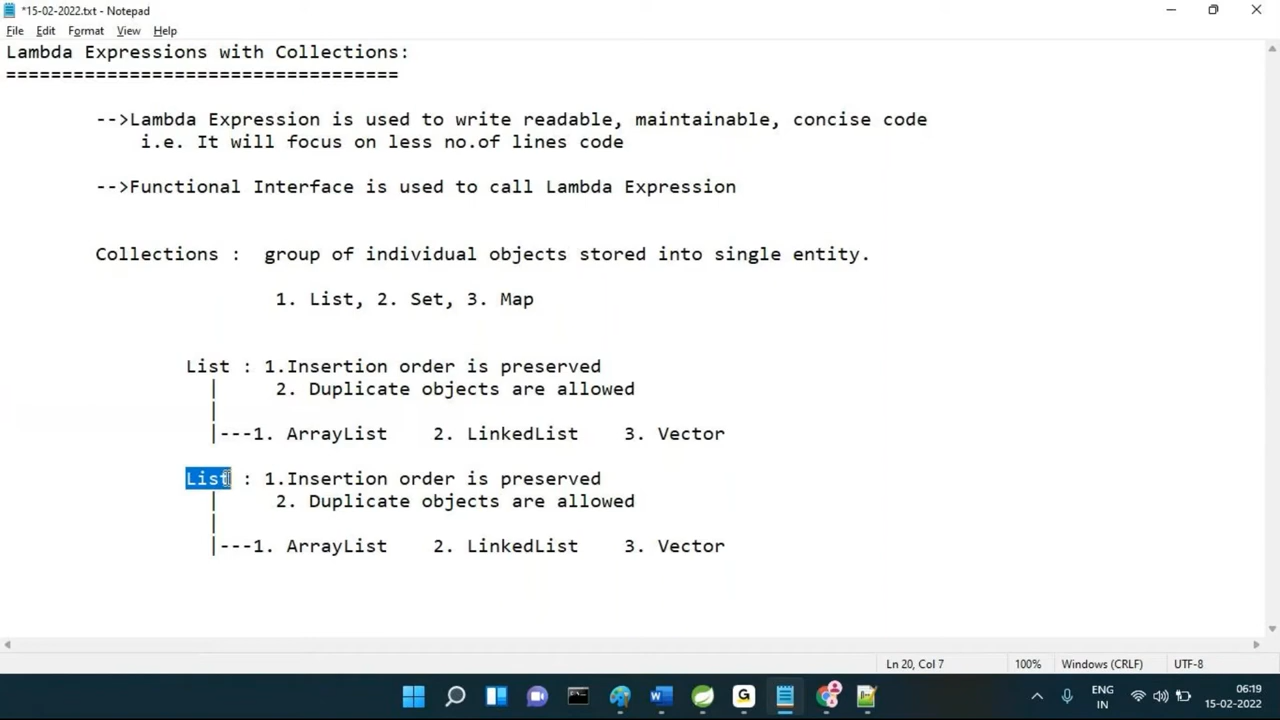 *15-02-2022.txt - Notepad
File Edit Format View Help
Lambda Expressions with Collections:
===================================
-->Lambda Expression is used to write readable, maintainable, concise code
i.e. It will focus on less no.of lines code
-->Functional Interface is used to call Lambda Expression
Collections : group of individual objects stored into single entity.
1. List, 2. Set, 3. Map
List : 1.Insertion order is preserved
| 2. Duplicate objects are allowed
|
|---1. ArrayList 2. LinkedList 3. Vector
List : 1.Insertion order is preserved
| 2. Duplicate objects are allowed
|
|---1. ArrayList 2. LinkedList 3. Vector
Ln 20, Col 7 100% Windows (CRLF) UTF-8
ENG 06:19
IN 15-02-2022